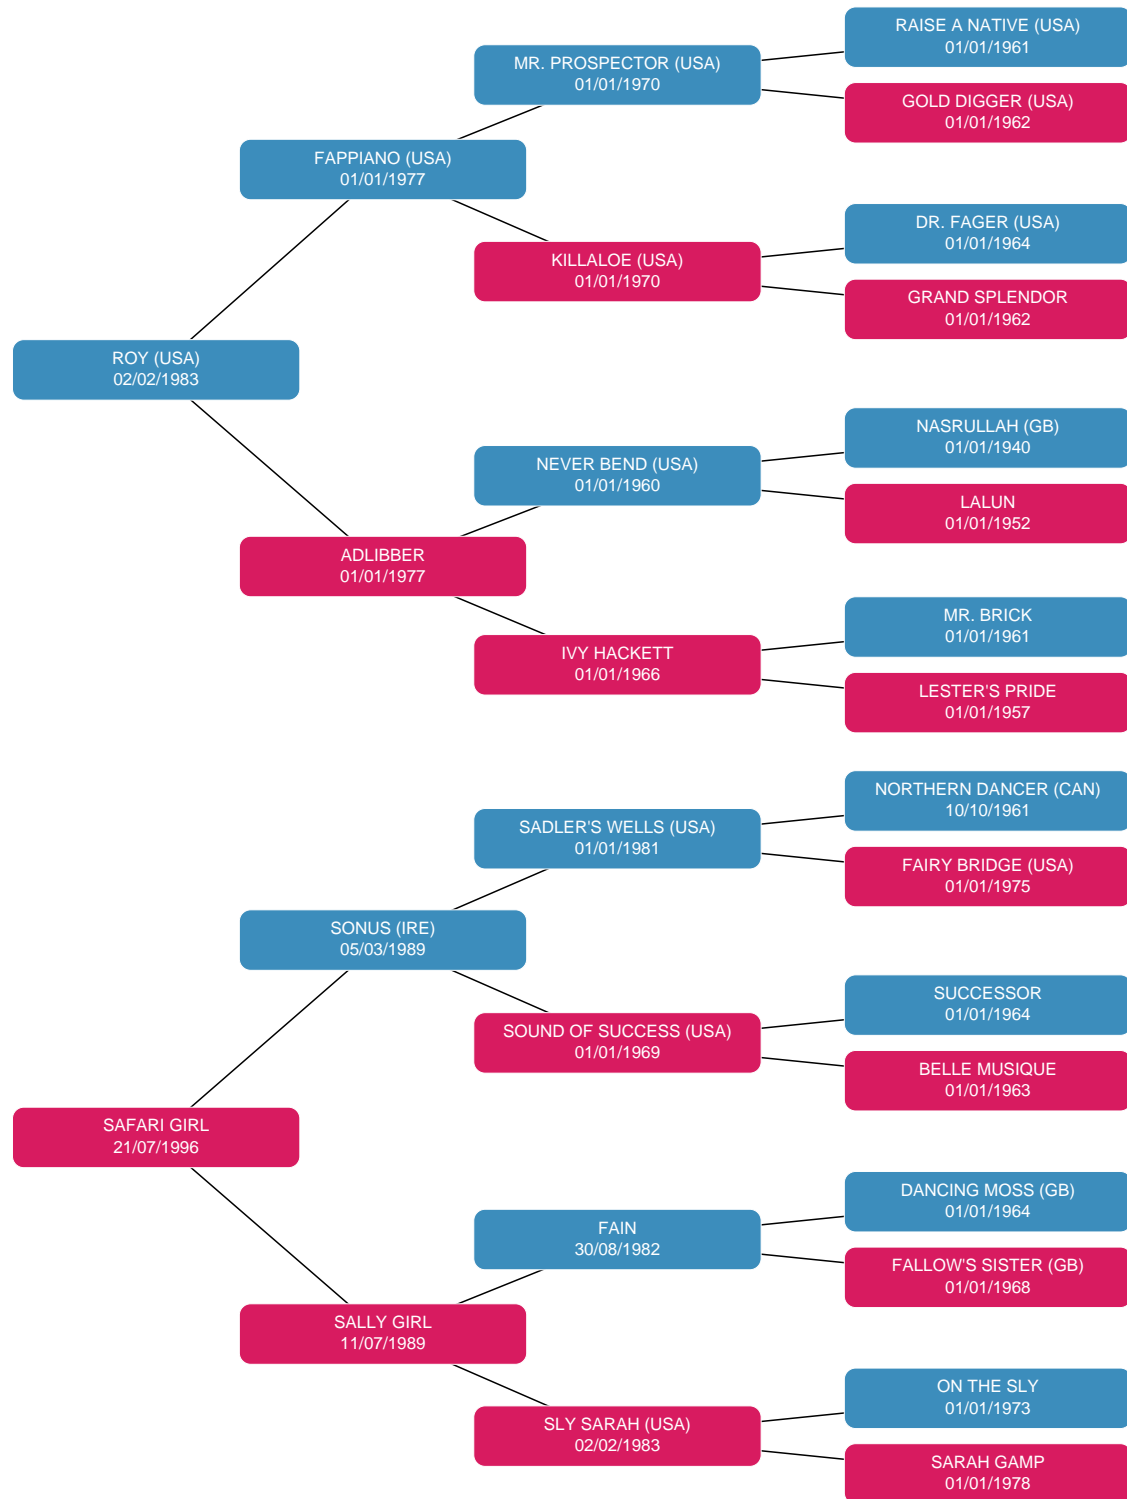 RAISE A NATIVE (USA)
01/01/1961
MR. PROSPECTOR (USA)
01/01/1970
GOLD DIGGER (USA)
01/01/1962
FAPPIANO (USA)
01/01/1977
DR. FAGER (USA)
01/01/1964
KILLALOE (USA)
01/01/1970
GRAND SPLENDOR
01/01/1962
ROY (USA)
02/02/1983
NASRULLAH (GB)
01/01/1940
NEVER BEND (USA)
01/01/1960
LALUN
01/01/1952
ADLIBBER
01/01/1977
MR. BRICK
01/01/1961
IVY HACKETT
01/01/1966
LESTER'S PRIDE
01/01/1957
NORTHERN DANCER (CAN)
10/10/1961
SADLER'S WELLS (USA)
01/01/1981
FAIRY BRIDGE (USA)
01/01/1975
SONUS (IRE)
05/03/1989
SUCCESSOR
01/01/1964
SOUND OF SUCCESS (USA)
01/01/1969
BELLE MUSIQUE
01/01/1963
SAFARI GIRL
21/07/1996
DANCING MOSS (GB)
01/01/1964
FAIN
30/08/1982
FALLOW'S SISTER (GB)
01/01/1968
SALLY GIRL
11/07/1989
ON THE SLY
01/01/1973
SLY SARAH (USA)
02/02/1983
SARAH GAMP
01/01/1978